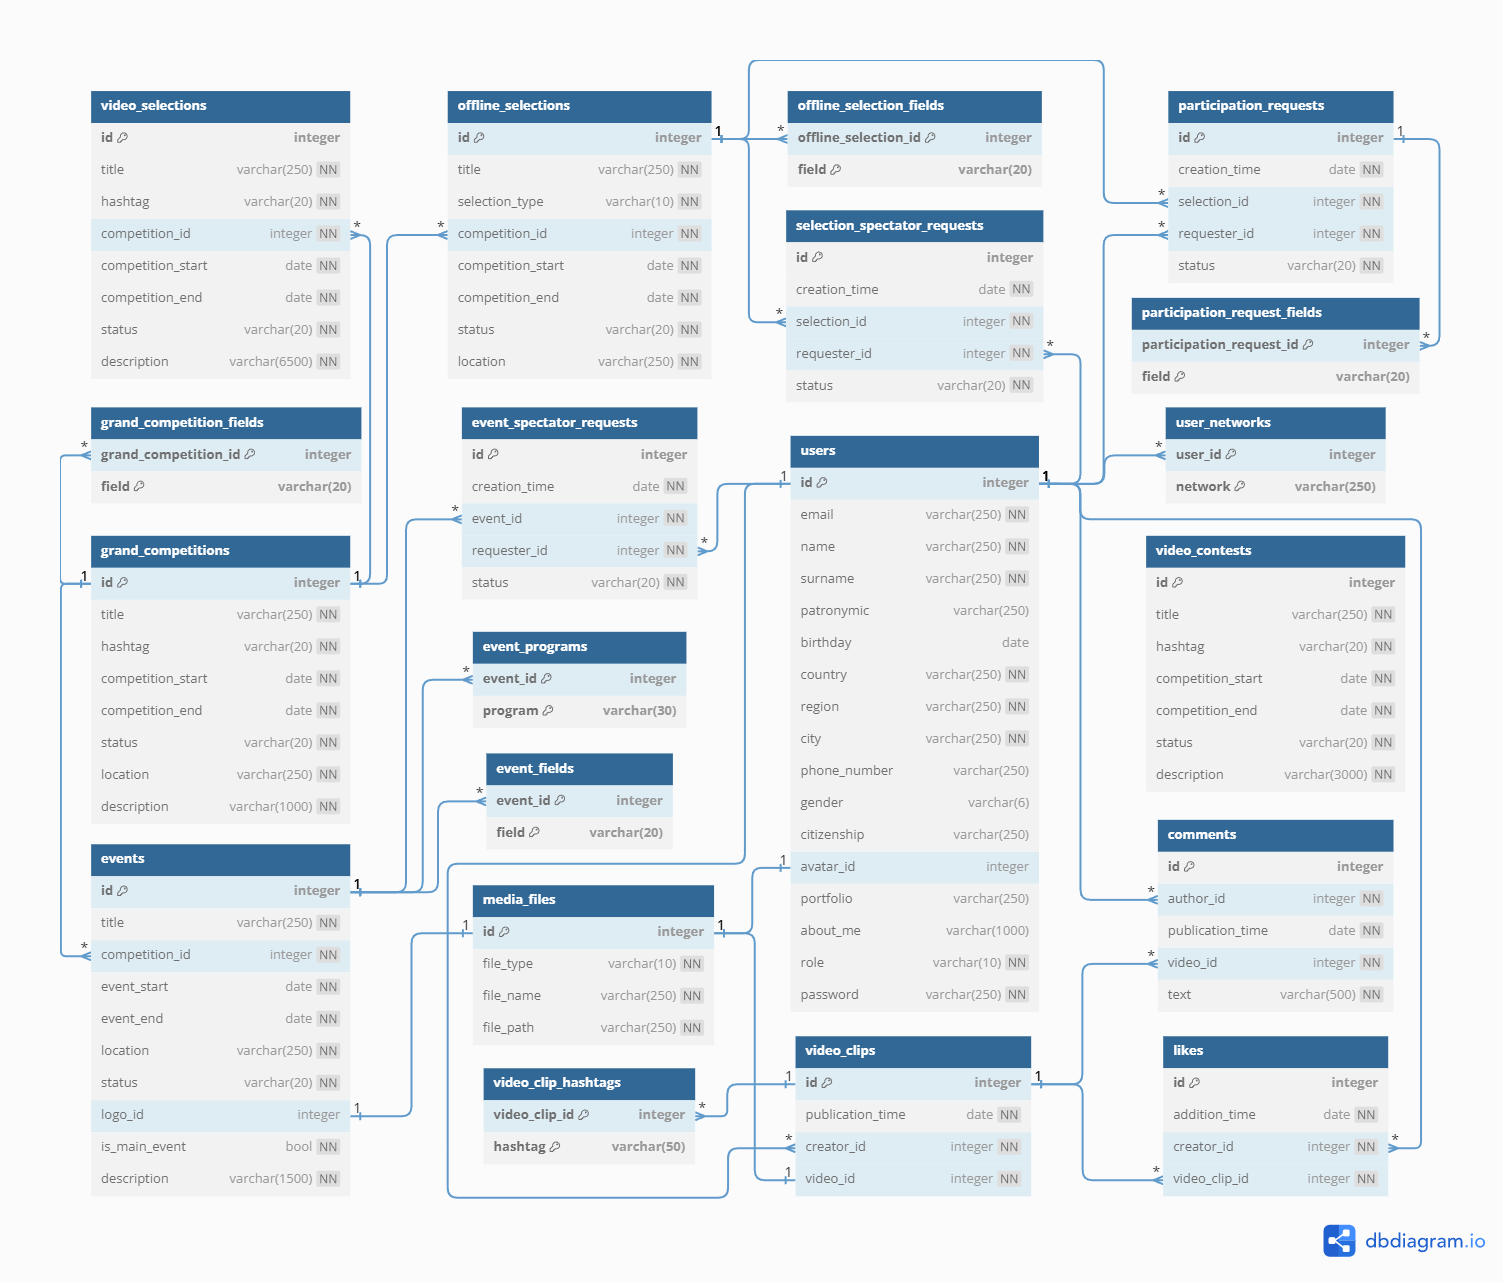 video_selections
id integer
title varchar(250) NN
hashtag varchar(20) NN
competition_id integer NN
competition_start date NN
competition_end date NN
status varchar(20) NN
description varchar(6500) NN
*
offline_selections
id integer
title varchar(250) NN
selection_type varchar(10) NN
competition_id integer NN
competition_start date NN
competition_end date NN
status varchar(20) NN
location varchar(250) NN
1
*
offline_selection_fields
offline_selection_id integer
field varchar(20)
*
selection_spectator_requests
id integer
creation_time date NN
selection_id integer NN
requester_id integer NN
status varchar(20) NN
*
*
participation_requests
id integer
creation_time date NN
selection_id integer NN
requester_id integer NN
status varchar(20) NN
1
*
*
participation_request_fields
participation_request_id integer
field varchar(20)
*
grand_competition_fields
grand_competition_id integer
field varchar(20)
*
event_spectator_requests
id integer
creation_time date NN
event_id integer NN
requester_id integer NN
status varchar(20) NN
*
*
users
id integer
email varchar(250) NN
name varchar(250) NN
surname varchar(250) NN
patronymic varchar(250)
birthday date
country varchar(250) NN
region varchar(250) NN
city varchar(250) NN
phone_number varchar(250)
gender varchar(6)
citizenship varchar(250)
avatar_id integer
portfolio varchar(250)
about_me varchar(1000)
role varchar(10) NN
password varchar(250) NN
1
1
1
user_networks
user_id integer
network varchar(250)
*
grand_competitions
id integer
title varchar(250) NN
hashtag varchar(20) NN
competition_start date NN
competition_end date NN
status varchar(20) NN
location varchar(250) NN
description varchar(1000) NN
1
1
event_programs
event_id integer
program varchar(30)
*
event_fields
event_id integer
field varchar(20)
*
video_contests
id integer
title varchar(250) NN
hashtag varchar(20) NN
competition_start date NN
competition_end date NN
status varchar(20) NN
description varchar(3000) NN
events
id integer
title varchar(250) NN
competition_id integer NN
event_start date NN
event_end date NN
location varchar(250) NN
status varchar(20) NN
logo_id integer
is_main_event bool NN
description varchar(1500) NN
1
*
1
media_files
id integer
file_type varchar(10) NN
file_name varchar(250) NN
file_path varchar(250) NN
1
1
comments
id integer
author_id integer NN
publication_time date NN
video_id integer NN
text varchar(500) NN
*
*
video_clip_hashtags
video_clip_id integer
hashtag varchar(50)
*
video_clips
id integer
publication_time date NN
creator_id integer NN
video_id integer NN
1
1
*
1
likes
id integer
addition_time date NN
creator_id integer NN
video_clip_id integer NN
*
*
dbdiagram.io